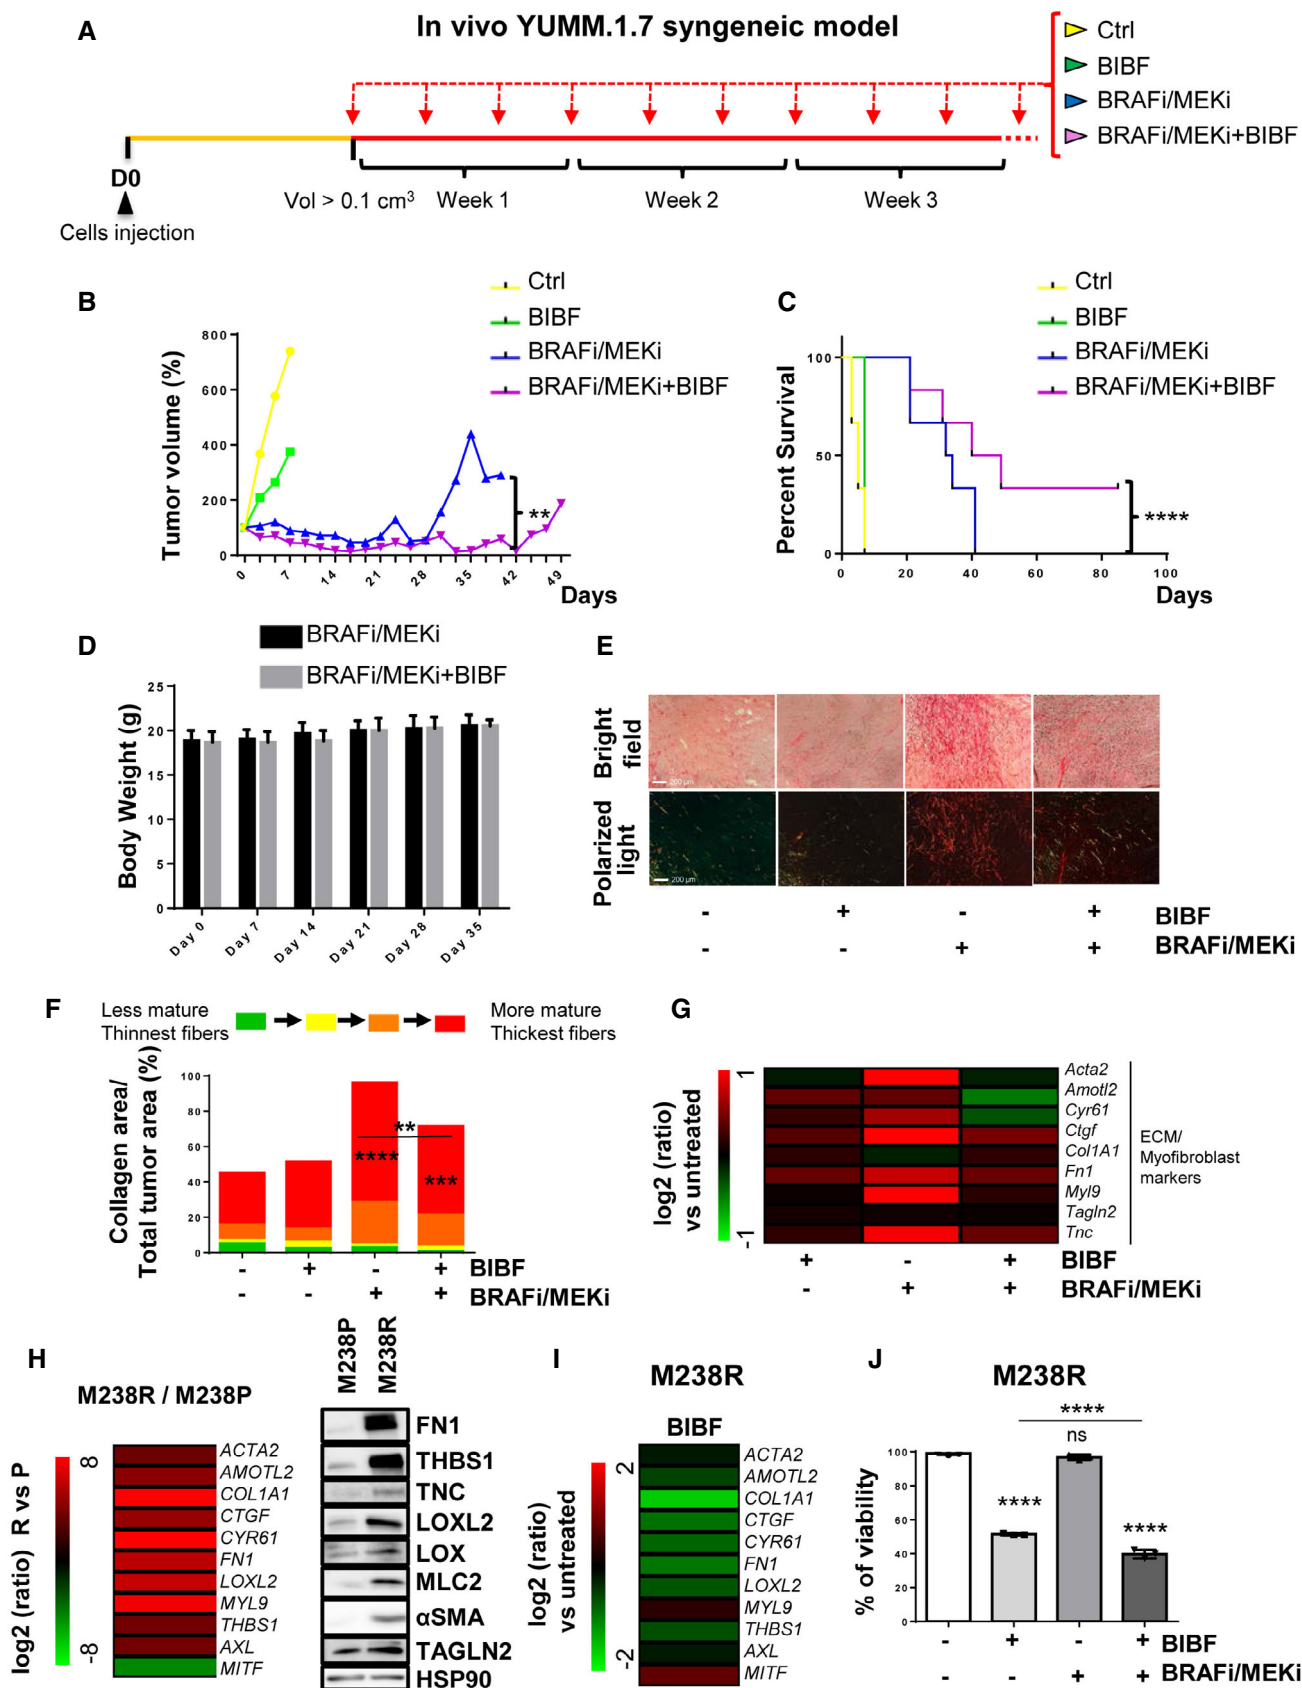 A
In vivo YUMM.1.7 syngeneic model
Ctrl
BIBF
BRAFi/MEKi
BRAFi/MEKi+BIBF
D0
Cells injection
Vol > 0.1 cm³
Week 1
Week 2
Week 3
B
Ctrl
BIBF
BRAFi/MEKi
BRAFi/MEKi+BIBF
Tumor volume (%)
800
600
400
200
0
**
0 7 14 21 28 35 42 49
Days
C
Ctrl
BIBF
BRAFi/MEKi
BRAFi/MEKi+BIBF
Percent Survival
100
50
0
****
0 20 40 60 80 100
Days
D
BRAFi/MEKi
BRAFi/MEKi+BIBF
Body Weight (g)
25
20
15
10
5
0
Day 0 Day 7 Day 14 Day 21 Day 28 Day 35
E
Bright field
200 µm
Polarized light
200 µm
- + - + BIBF
- - + + BRAFi/MEKi
F
Less mature
Thinnest fibers
More mature
Thickest fibers
Collagen area/
Total tumor area (%)
100
80
60
40
20
0
**
****
***
- + - + BIBF
- - + + BRAFi/MEKi
G
log2 (ratio)
vs untreated
1
-1
Acta2
Amotl2
Cyr61
Ctgf
Col1A1
Fn1
Myl9
Tagln2
Tnc
ECM/
Myofibroblast
markers
+ - + BIBF
- + + BRAFi/MEKi
H
M238R / M238P
log2 (ratio) R vs P
8
-8
ACTA2
AMOTL2
COL1A1
CTGF
CYR61
FN1
LOXL2
MYL9
THBS1
AXL
MITF
M238P
M238R
FN1
THBS1
TNC
LOXL2
LOX
MLC2
αSMA
TAGLN2
HSP90
I
M238R
BIBF
log2 (ratio)
vs untreated
2
-2
ACTA2
AMOTL2
COL1A1
CTGF
CYR61
FN1
LOXL2
MYL9
THBS1
AXL
MITF
J
M238R
****
ns
% of viability
100
80
60
40
20
0
****
****
- + - + BIBF
- - + + BRAFi/MEKi